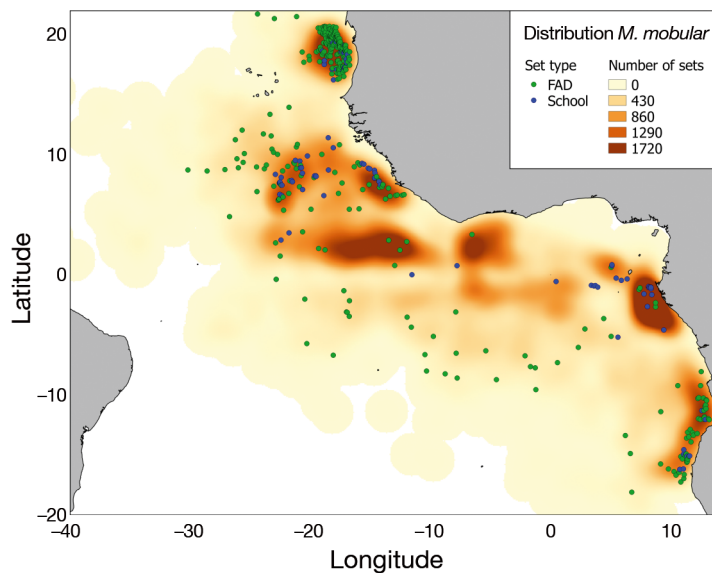 Distribution M. mobular
Set type Number of sets
FAD 0
School 430
860
1290
1720
20
10
0
−10
−20
Latitude
−40 −30 −20 −10 0 10
Longitude